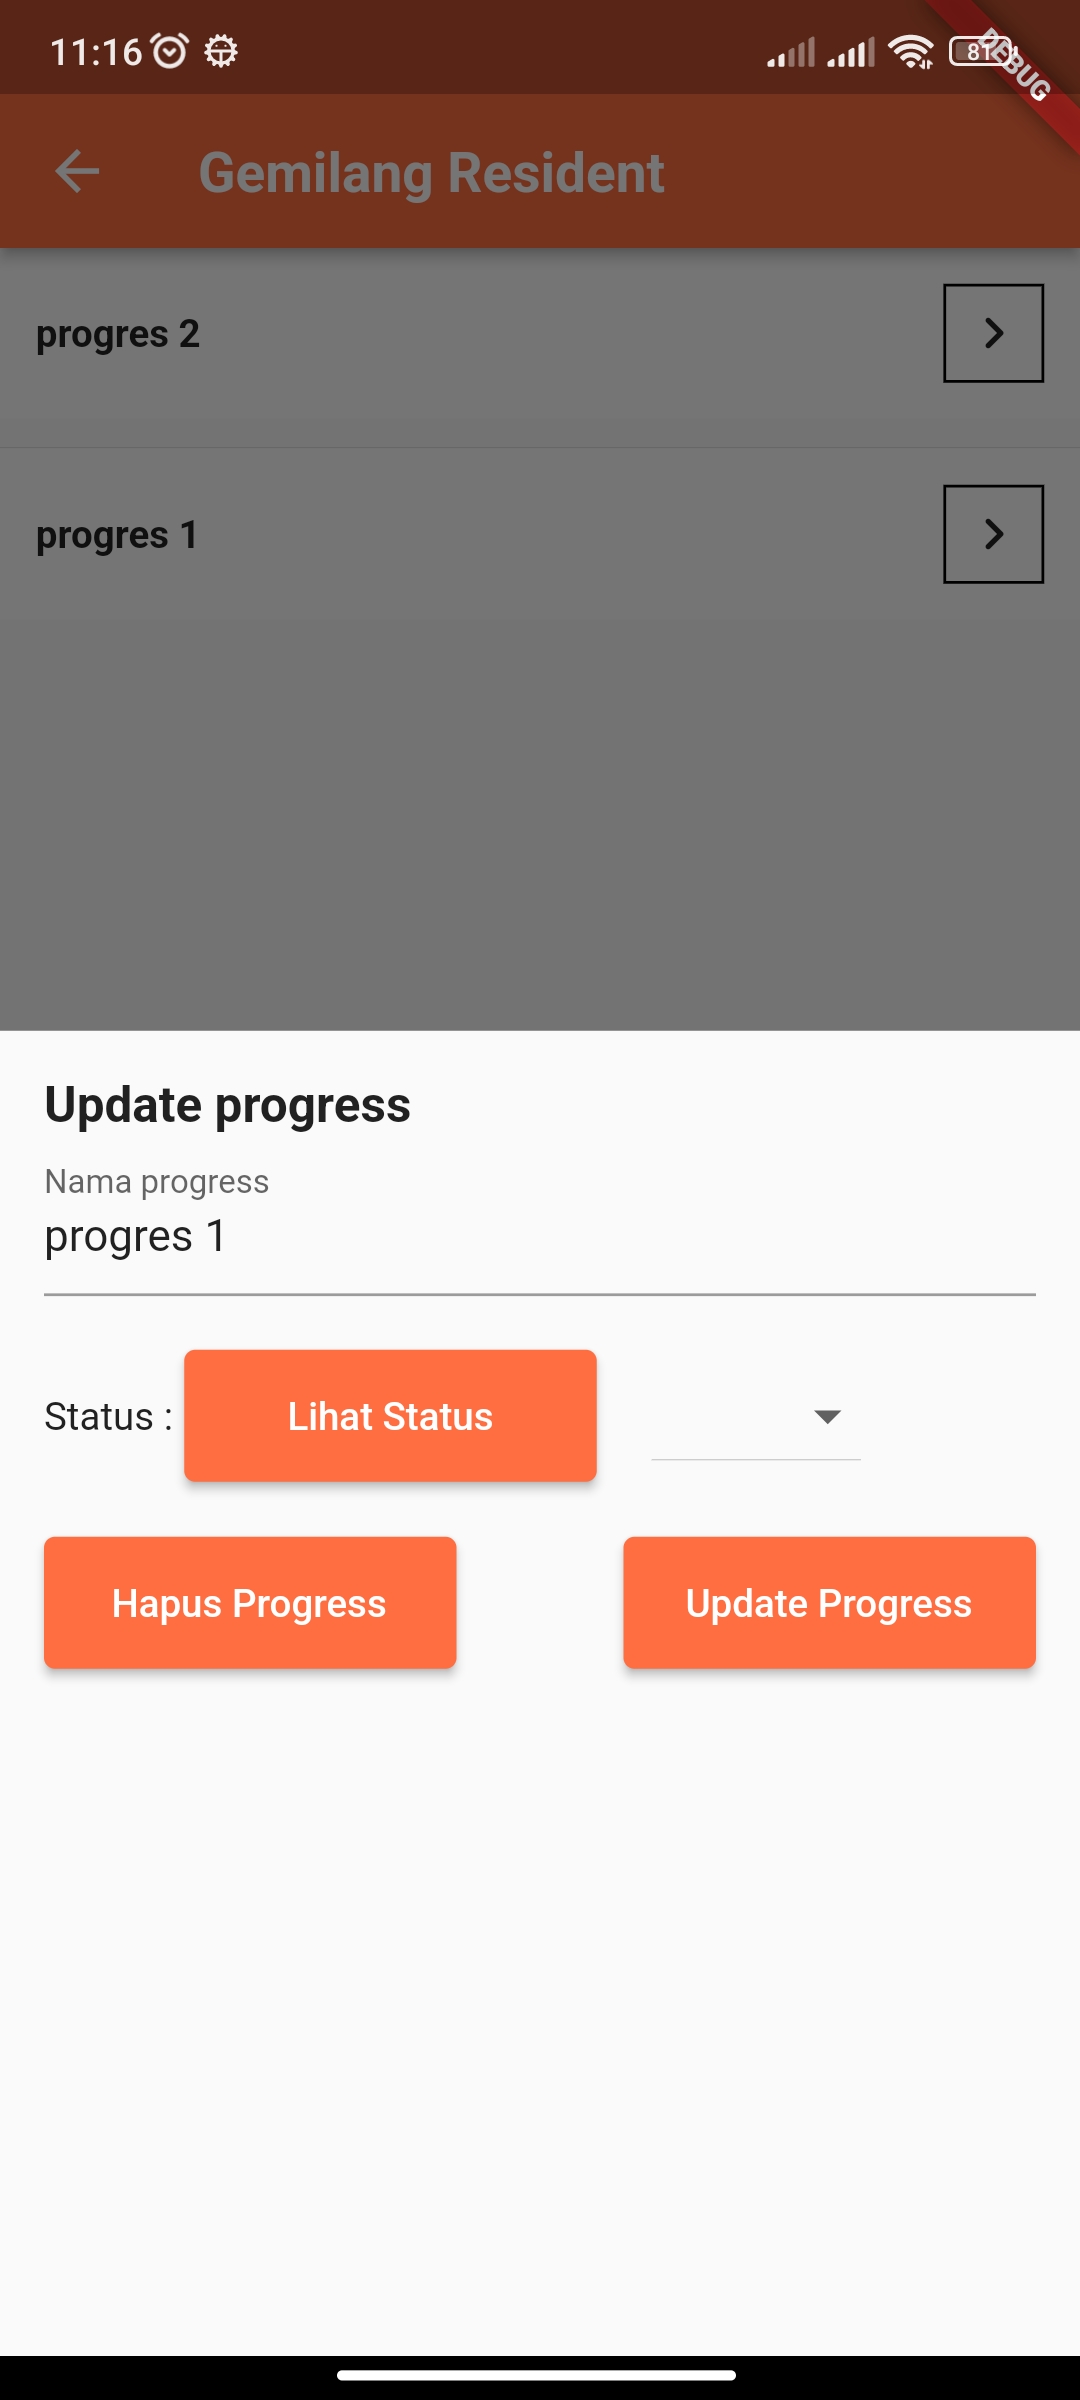 11:16
81
DEBUG
Gemilang Resident
progres 2
progres 1
Update progress
Nama progress
progres 1
Status : Lihat Status
Hapus Progress Update Progress